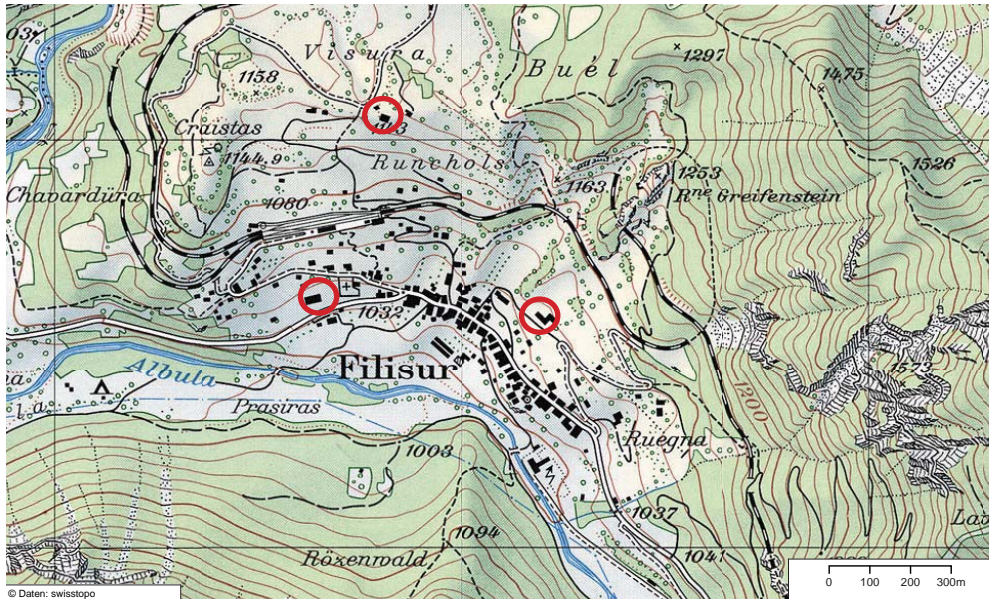 Visura
Buél
1297
1475
1158
Craistas
1144.9
Runchols
1526
1253
1163
Rne Greifenstein
Chavardüra
1080
1032
Filisur
1573
Albula
Prasiras
1200
Ruegna
1003
1037
1094
1041
Rözenwald
0 100 200 300m
© Daten: swisstopo